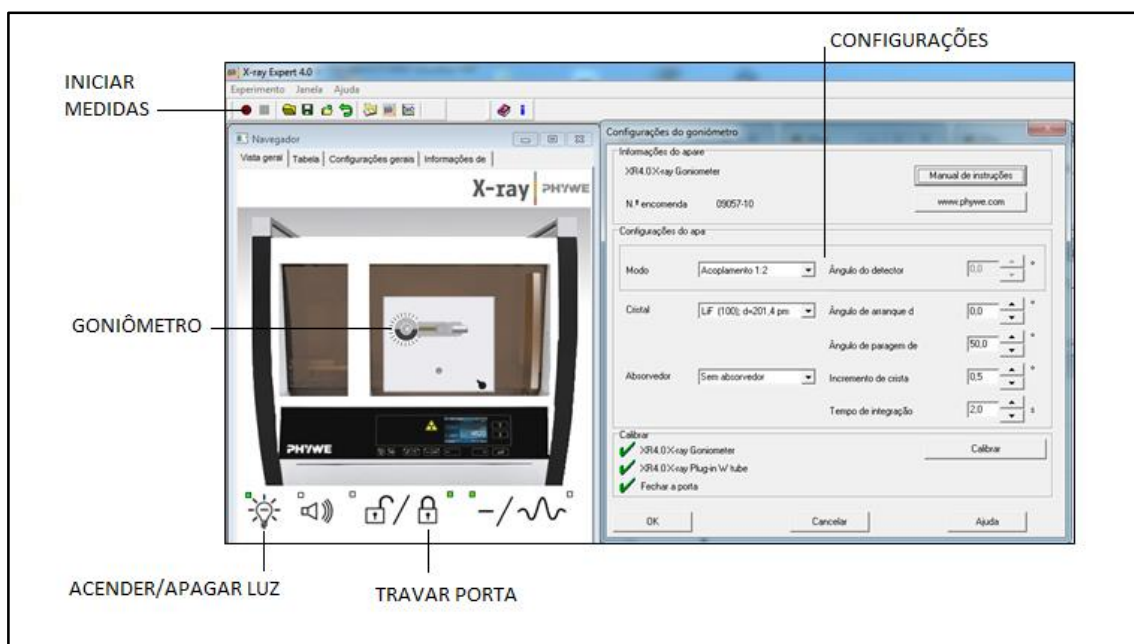 CONFIGURAÇÕES
INICIAR
MEDIDAS
X-ray Expert 4.0
Experimento Janela Ajuda
Navegador
Vista geral Tabela Configurações gerais Informações de
X-ray PHYWE
GONIÔMETRO
PHYWE
Configurações do goniómetro
Informações do apare
XR4.0 X-ray Goniometer
Manual de instruções
N.º encomenda 09057-10
www.phywe.com
Configurações do apa
Modo Acoplamento 1:2 Ângulo do detector 0,0 °
Cristal LiF (100); d=201,4 pm Ângulo de arranque d 0,0 °
Ângulo de paragem de 50,0 °
Absorvedor Sem absorvedor Incremento de crista 0,5 °
Tempo de integração 2,0 s
Calibrar
XR4.0 X-ray Goniometer
Calibrar
XR4.0 X-ray Plug-in W tube
Fechar a porta
OK Cancelar Ajuda
ACENDER/APAGAR LUZ
TRAVAR PORTA